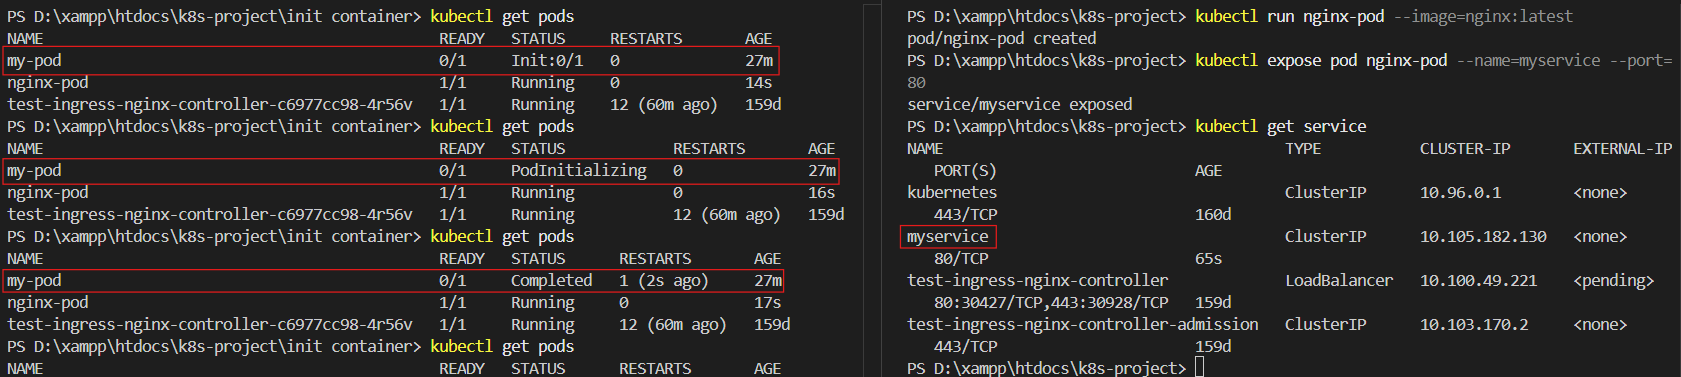 PS D:\xampp\htdocs\k8s-project\init container> kubectl get pods
NAME READY STATUS RESTARTS AGE
my-pod 0/1 Init:0/1 0 27m
nginx-pod 1/1 Running 0 14s
test-ingress-nginx-controller-c6977cc98-4r56v 1/1 Running 12 (60m ago) 159d
PS D:\xampp\htdocs\k8s-project\init container> kubectl get pods
NAME READY STATUS RESTARTS AGE
my-pod 0/1 PodInitializing 0 27m
nginx-pod 1/1 Running 0 16s
test-ingress-nginx-controller-c6977cc98-4r56v 1/1 Running 12 (60m ago) 159d
PS D:\xampp\htdocs\k8s-project\init container> kubectl get pods
NAME READY STATUS RESTARTS AGE
my-pod 0/1 Completed 1 (2s ago) 27m
nginx-pod 1/1 Running 0 17s
test-ingress-nginx-controller-c6977cc98-4r56v 1/1 Running 12 (60m ago) 159d
PS D:\xampp\htdocs\k8s-project\init container> kubectl get pods
NAME READY STATUS RESTARTS AGE
PS D:\xampp\htdocs\k8s-project> kubectl run nginx-pod --image=nginx:latest
pod/nginx-pod created
PS D:\xampp\htdocs\k8s-project> kubectl expose pod nginx-pod --name=myservice --port=
80
service/myservice exposed
PS D:\xampp\htdocs\k8s-project> kubectl get service
NAME TYPE CLUSTER-IP EXTERNAL-IP
PORT(S) AGE
kubernetes ClusterIP 10.96.0.1 <none>
443/TCP 160d
myservice ClusterIP 10.105.182.130 <none>
80/TCP 65s
test-ingress-nginx-controller LoadBalancer 10.100.49.221 <pending>
80:30427/TCP,443:30928/TCP 159d
test-ingress-nginx-controller-admission ClusterIP 10.103.170.2 <none>
443/TCP 159d
PS D:\xampp\htdocs\k8s-project>